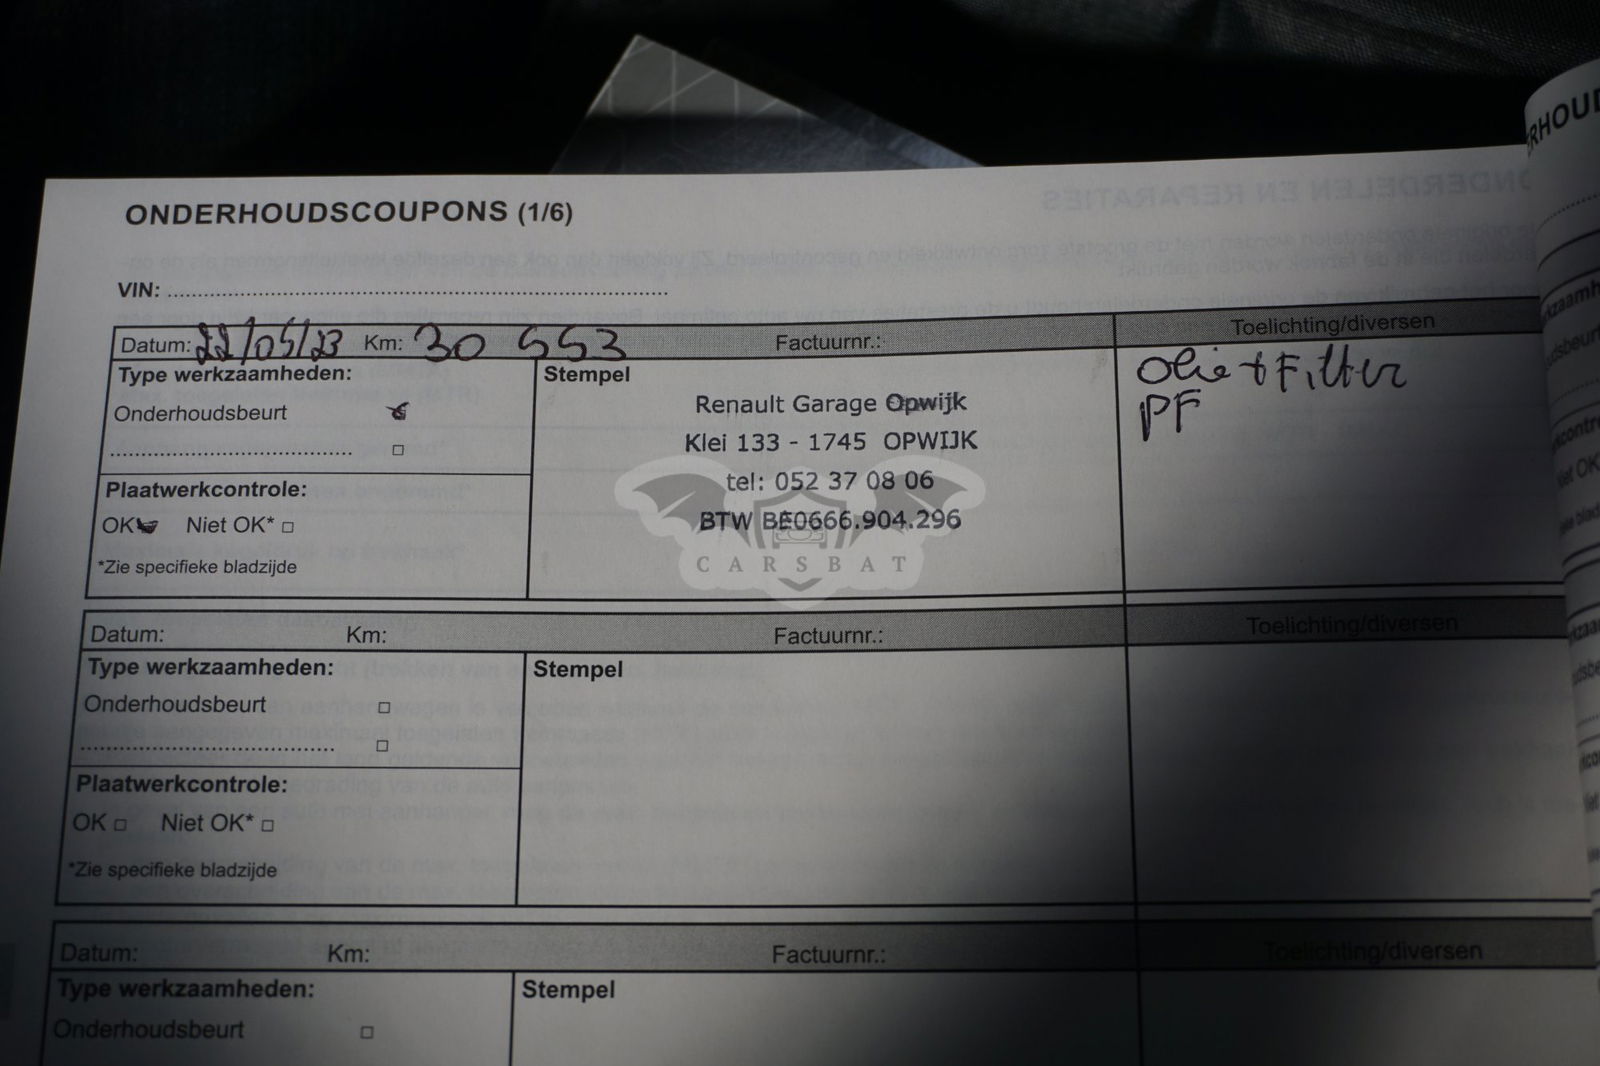 ONDERHOUDSCOUPONS (1/6)
VIN:
Datum: 22/05/23 Km: 30 553 Factuurnr.: Toelichting/diversen
Type werkzaamheden:
Onderhoudsbeurt
Plaatwerkcontrole:
OK Niet OK*
*Zie specifieke bladzijde
Stempel
Renault Garage Opwijk
Klei 133 - 1745 OPWIJK
tel: 052 37 08 06
BTW BE0666.904.296
CARSBAT
Olie + Filter
PF
Datum: Km: Factuurnr.: Toelichting/diversen
Type werkzaamheden:
Onderhoudsbeurt
Plaatwerkcontrole:
OK Niet OK*
*Zie specifieke bladzijde
Stempel
Datum: Km: Factuurnr.: Toelichting/diversen
Type werkzaamheden:
Onderhoudsbeurt
Stempel